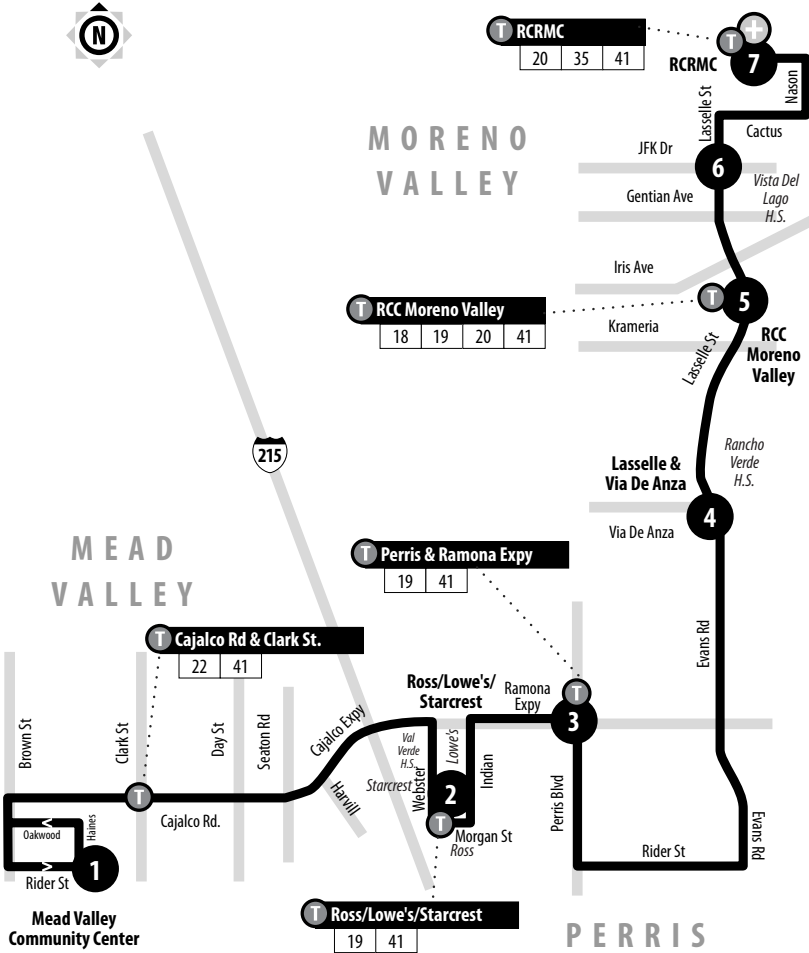 N
T RCRMC
20 35 41
T
RCRMC
7
Nason
Lasselle St
Cactus
MORENO
VALLEY
JFK Dr
6
Vista Del
Lago
H.S.
Gentian Ave
Iris Ave
T RCC Moreno Valley
18 19 20 41
T
5
Krameria
RCC
Moreno
Valley
Lasselle St
215
Rancho
Verde
H.S.
Lasselle &
Via De Anza
4
Via De Anza
MEAD
VALLEY
T Perris & Ramona Expy
19 41
T Cajalco Rd & Clark St.
22 41
Evans Rd
Ross/Lowe's/
Starcrest
Ramona
Expy
T
3
Brown St
Clark St
Day St
Seaton Rd
Cajalco Expy
Harvill
Val
Verde
H.S.
Lowe's
Starcrest
Webster
2
Indian
T
Morgan St
Ross
Perris Blvd
Evans Rd
Rider St
T
Cajalco Rd.
Oakwood
Haines
1
Rider St
Mead Valley
Community Center
T Ross/Lowe's/Starcrest
19 41
PERRIS